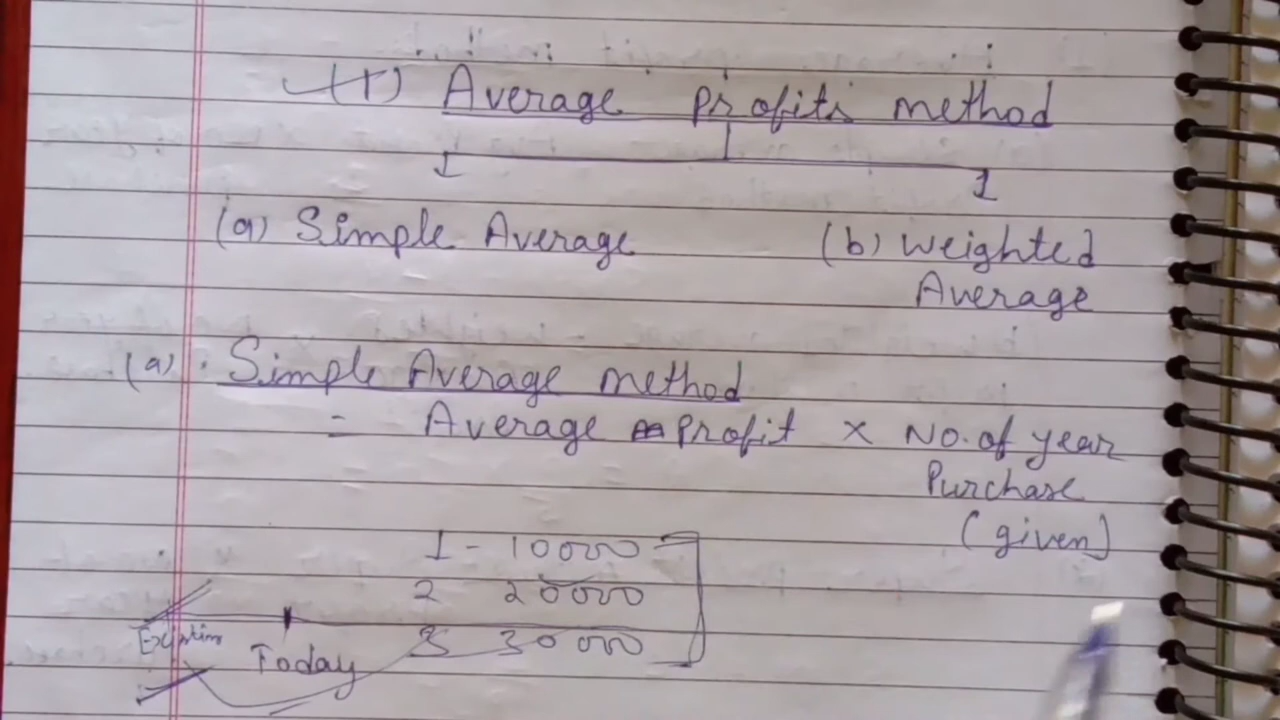 (1) Average profits method
(a) Simple Average (b) Weighted
Average
(a) Simple Average method
= Average Profit × No. of year
Purchase
(given)
1 - 10000
2 20000
3 30000
Today